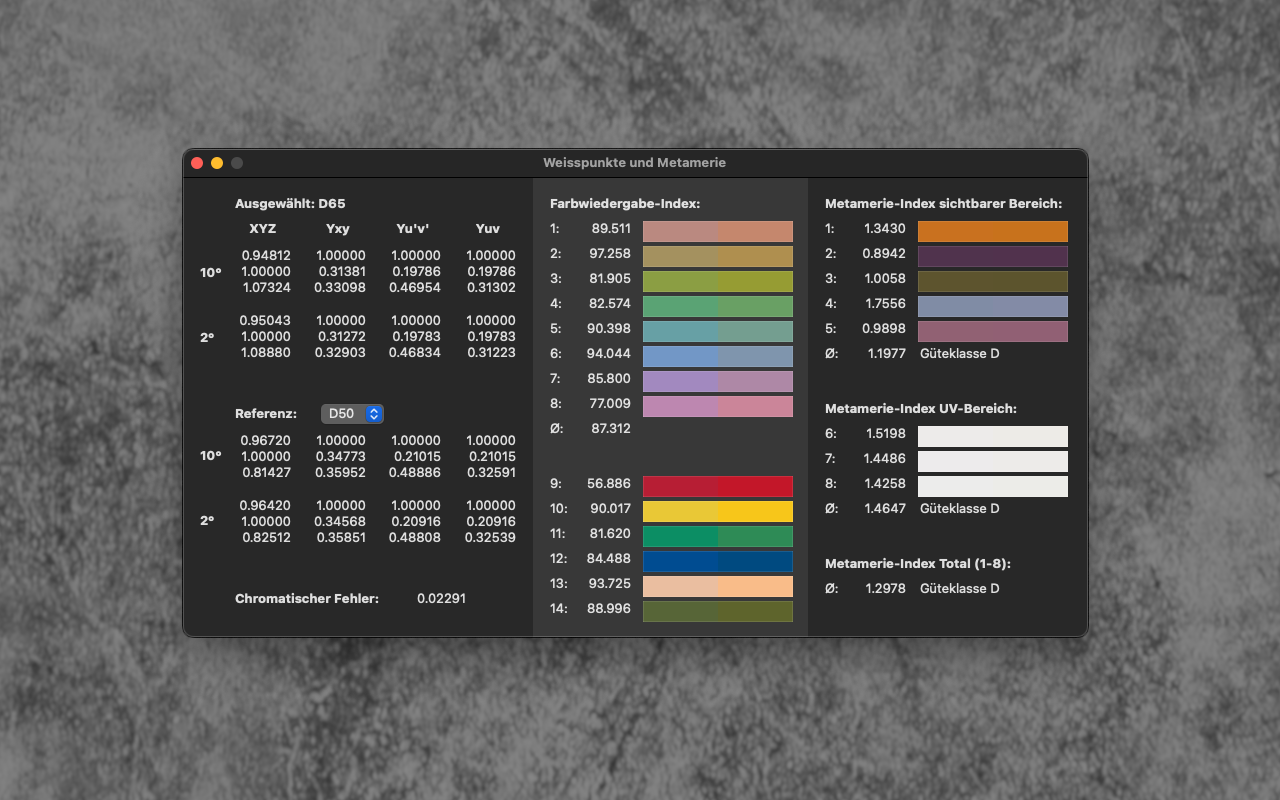 Weisspunkte und Metamerie
Ausgewählt: D65
XYZ Yxy Yu'v' Yuv
0.94812 1.00000 1.00000 1.00000
10° 1.00000 0.31381 0.19786 0.19786
1.07324 0.33098 0.46954 0.31302
0.95043 1.00000 1.00000 1.00000
2° 1.00000 0.31272 0.19783 0.19783
1.08880 0.32903 0.46834 0.31223
Referenz: D50
0.96720 1.00000 1.00000 1.00000
10° 1.00000 0.34773 0.21015 0.21015
0.81427 0.35952 0.48886 0.32591
0.96420 1.00000 1.00000 1.00000
2° 1.00000 0.34568 0.20916 0.20916
0.82512 0.35851 0.48808 0.32539
Chromatischer Fehler: 0.02291
Farbwiedergabe-Index:
1: 89.511
2: 97.258
3: 81.905
4: 82.574
5: 90.398
6: 94.044
7: 85.800
8: 77.009
Ø: 87.312
9: 56.886
10: 90.017
11: 81.620
12: 84.488
13: 93.725
14: 88.996
Metamerie-Index sichtbarer Bereich:
1: 1.3430
2: 0.8942
3: 1.0058
4: 1.7556
5: 0.9898
Ø: 1.1977 Güteklasse D
Metamerie-Index UV-Bereich:
6: 1.5198
7: 1.4486
8: 1.4258
Ø: 1.4647 Güteklasse D
Metamerie-Index Total (1-8):
Ø: 1.2978 Güteklasse D